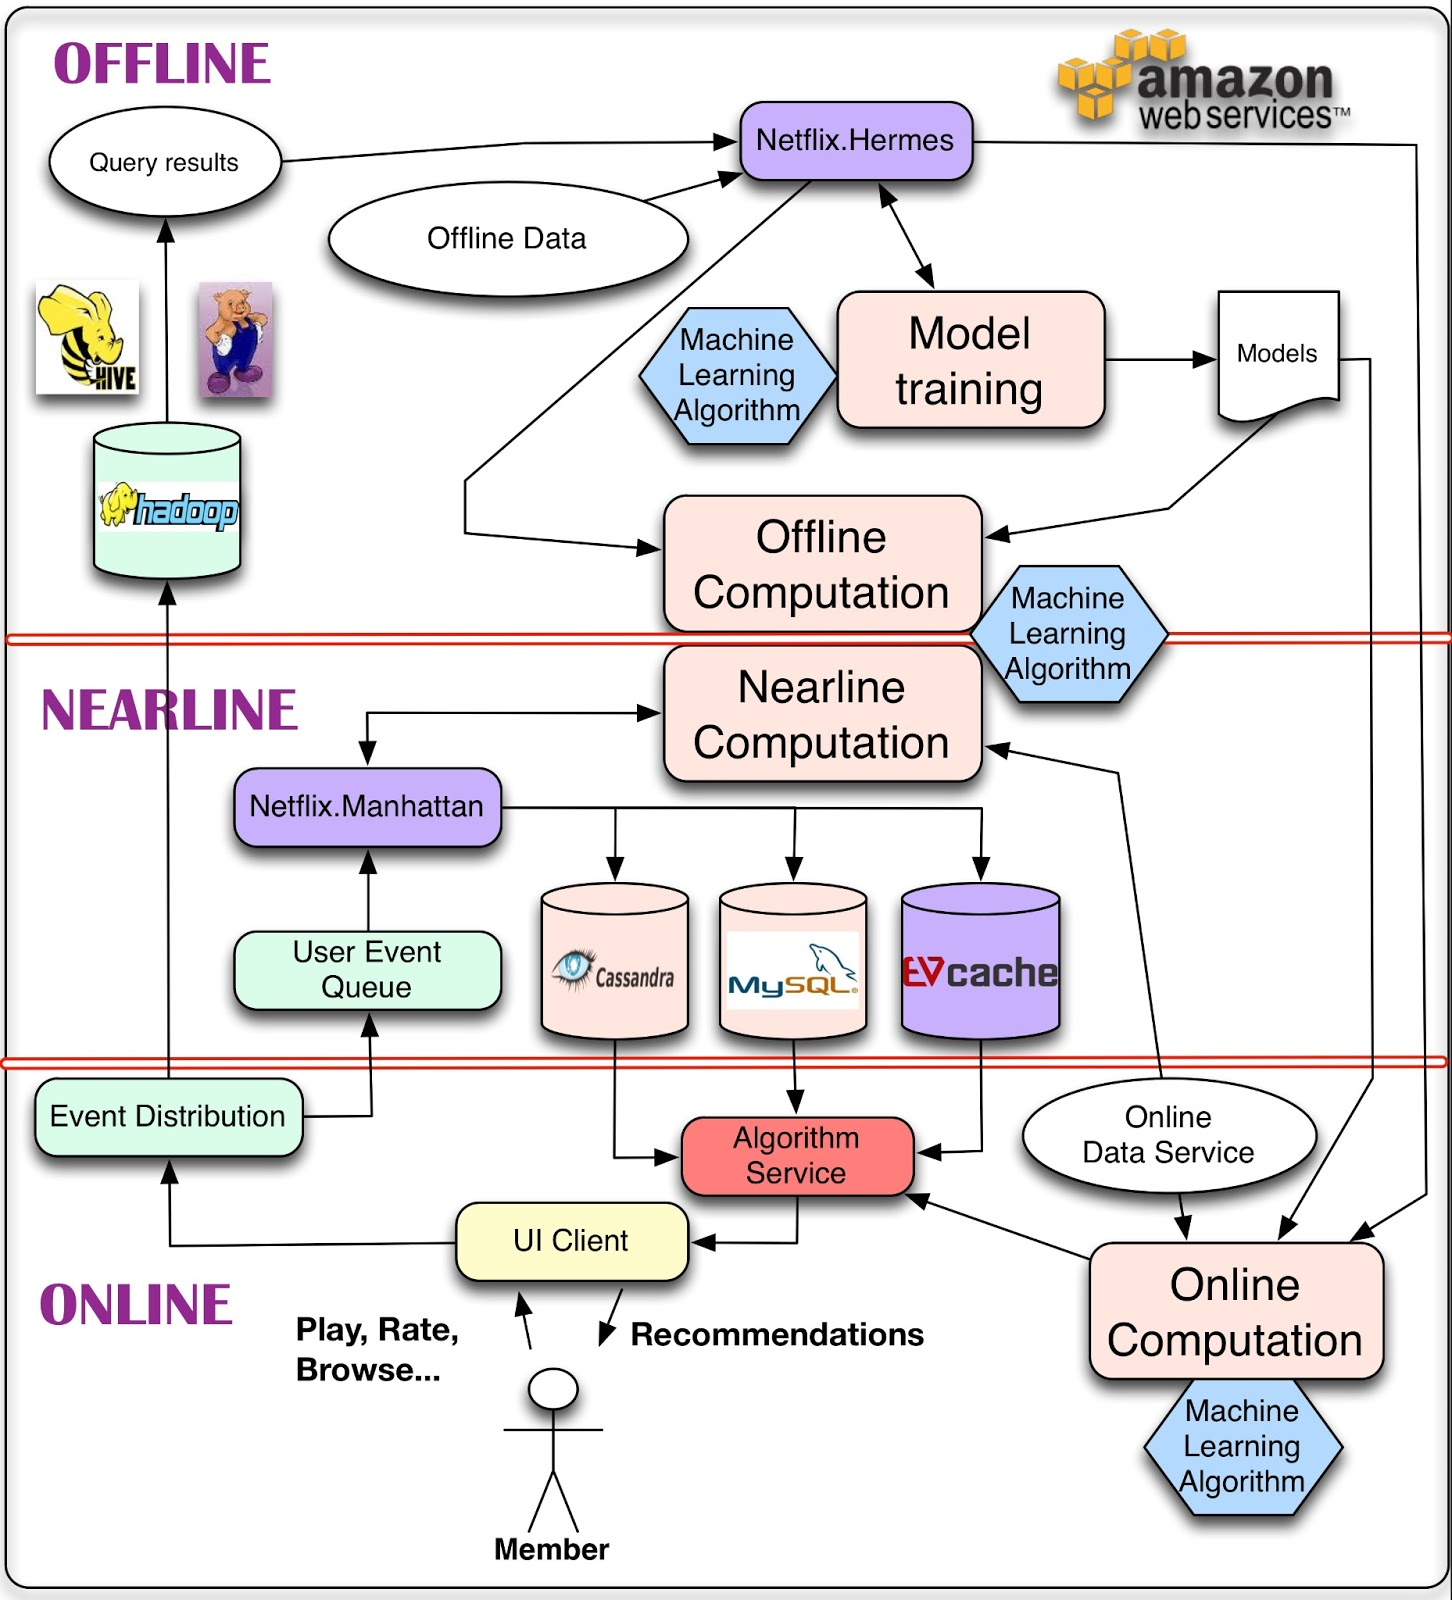 OFFLINE
amazon
web services™
Query results
Netflix.Hermes
Offline Data
HIVE
Machine
Learning
Algorithm
Model
training
Models
hadoop
Offline
Computation
Machine
Learning
Algorithm
NEARLINE
Nearline
Computation
Netflix.Manhattan
User Event
Queue
Cassandra
MySQL®
EVcache
Event Distribution
Algorithm
Service
Online
Data Service
UI Client
ONLINE
Play, Rate,
Browse...
Recommendations
Online
Computation
Machine
Learning
Algorithm
Member